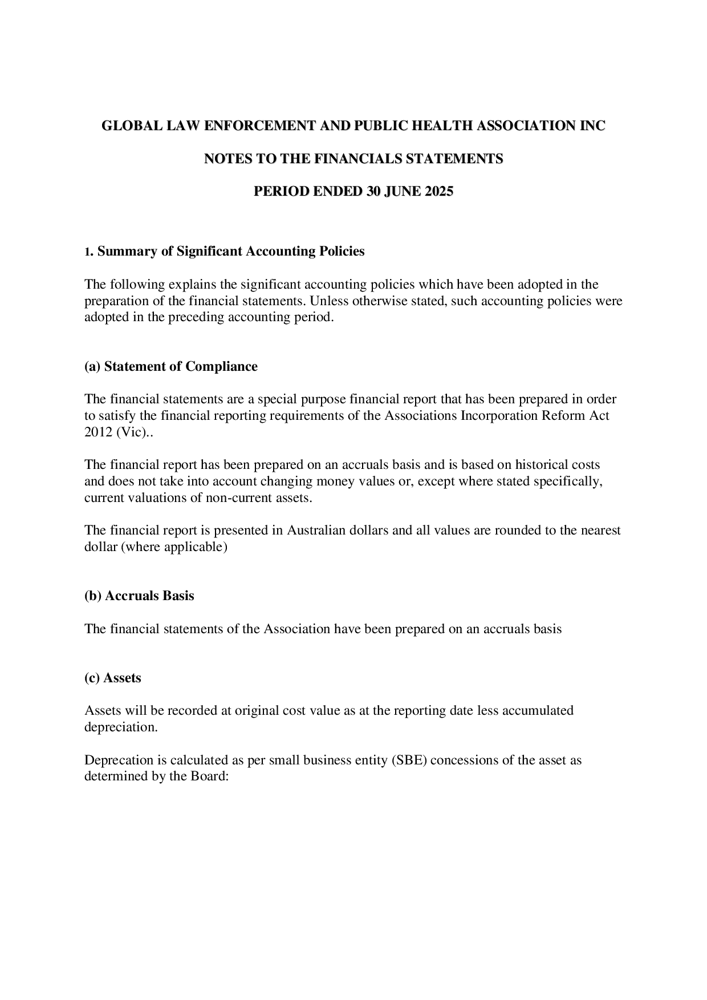 GLOBAL LAW ENFORCEMENT AND PUBLIC HEALTH ASSOCIATION INC
NOTES TO THE FINANCIALS STATEMENTS
PERIOD ENDED 30 JUNE 2025
1. Summary of Significant Accounting Policies
The following explains the significant accounting policies which have been adopted in the
preparation of the financial statements. Unless otherwise stated, such accounting policies were
adopted in the preceding accounting period.
(a) Statement of Compliance
The financial statements are a special purpose financial report that has been prepared in order
to satisfy the financial reporting requirements of the Associations Incorporation Reform Act
2012 (Vic)..
The financial report has been prepared on an accruals basis and is based on historical costs
and does not take into account changing money values or, except where stated specifically,
current valuations of non-current assets.
The financial report is presented in Australian dollars and all values are rounded to the nearest
dollar (where applicable)
(b) Accruals Basis
The financial statements of the Association have been prepared on an accruals basis
(c) Assets
Assets will be recorded at original cost value as at the reporting date less accumulated
depreciation.
Deprecation is calculated as per small business entity (SBE) concessions of the asset as
determined by the Board: